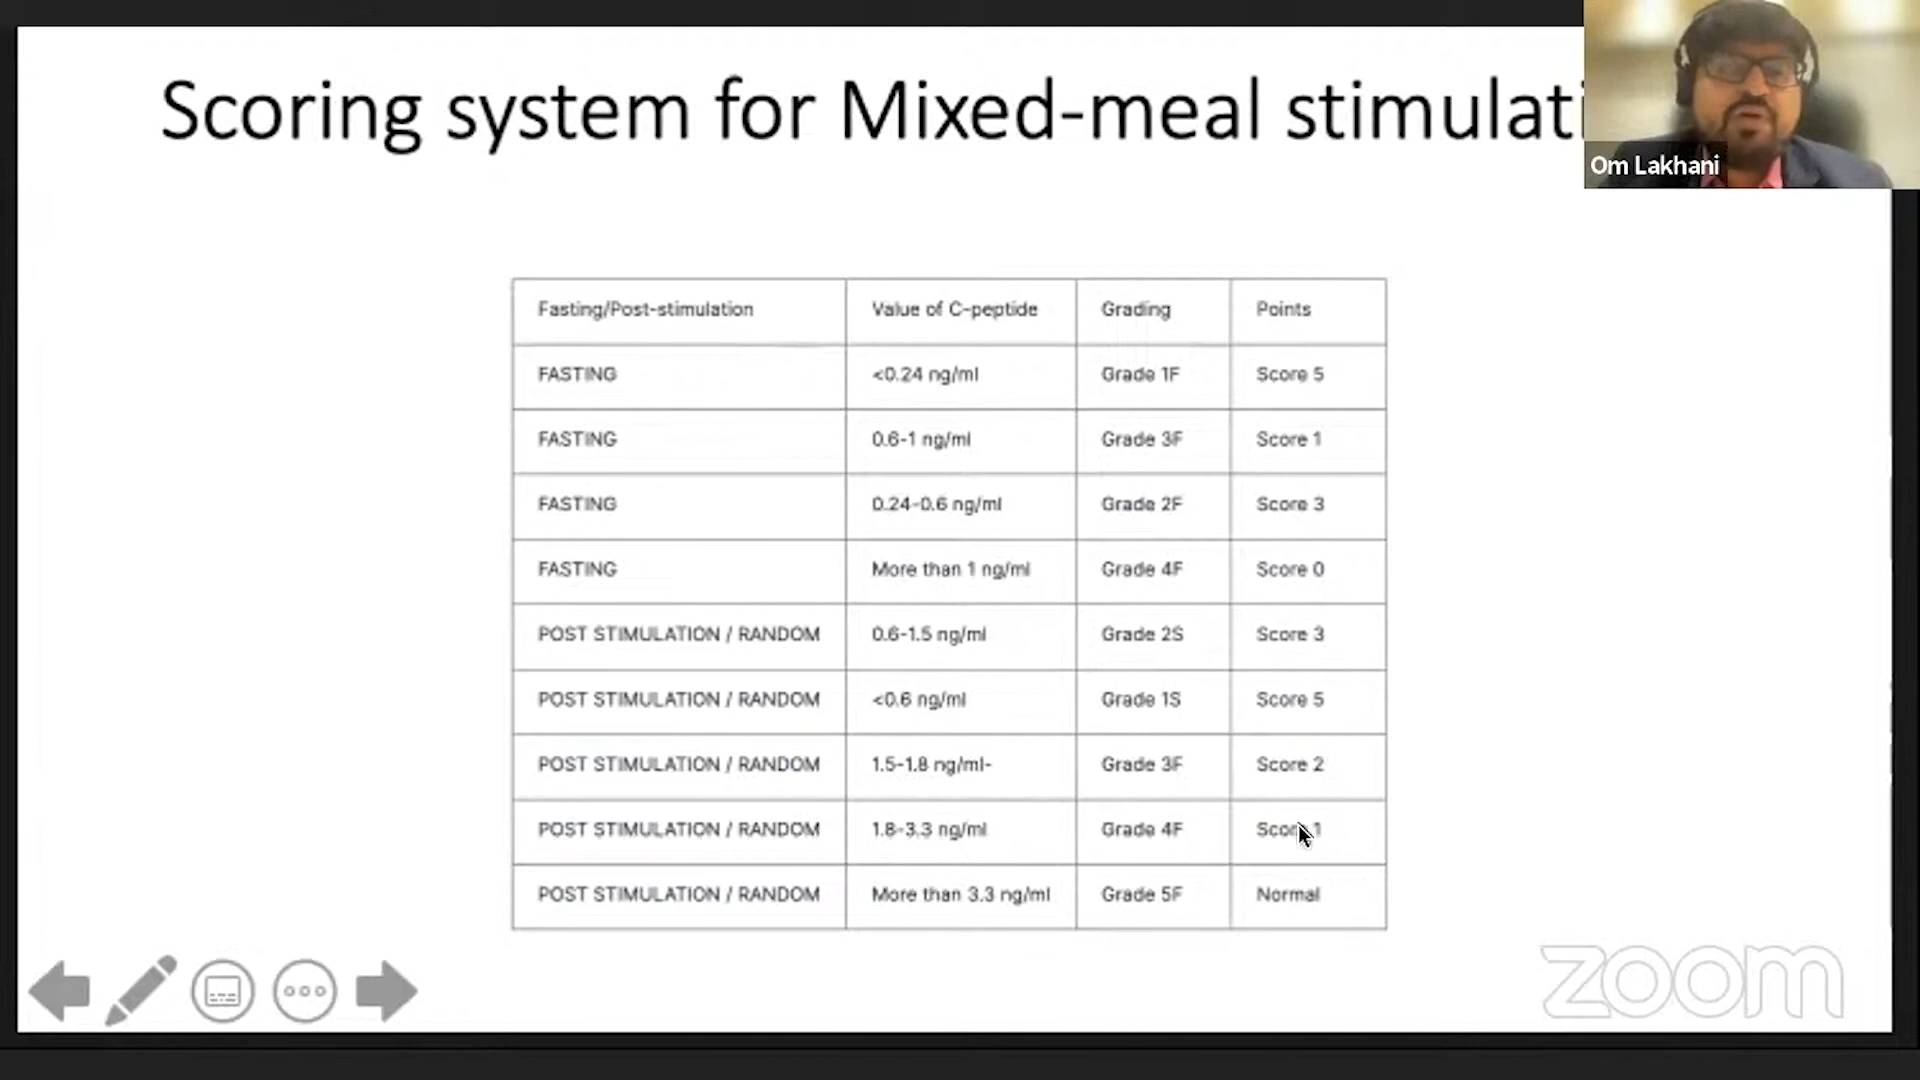 Scoring system for Mixed-meal stimulati
Om Lakhani
Fasting/Post-stimulation Value of C-peptide Grading Points
FASTING <0.24 ng/ml Grade 1F Score 5
FASTING 0.6-1 ng/ml Grade 3F Score 1
FASTING 0.24-0.6 ng/ml Grade 2F Score 3
FASTING More than 1 ng/ml Grade 4F Score 0
POST STIMULATION / RANDOM 0.6-1.5 ng/ml Grade 2S Score 3
POST STIMULATION / RANDOM <0.6 ng/ml Grade 1S Score 5
POST STIMULATION / RANDOM 1.5-1.8 ng/ml- Grade 3F Score 2
POST STIMULATION / RANDOM 1.8-3.3 ng/ml Grade 4F Score 1
POST STIMULATION / RANDOM More than 3.3 ng/ml Grade 5F Normal
zoom